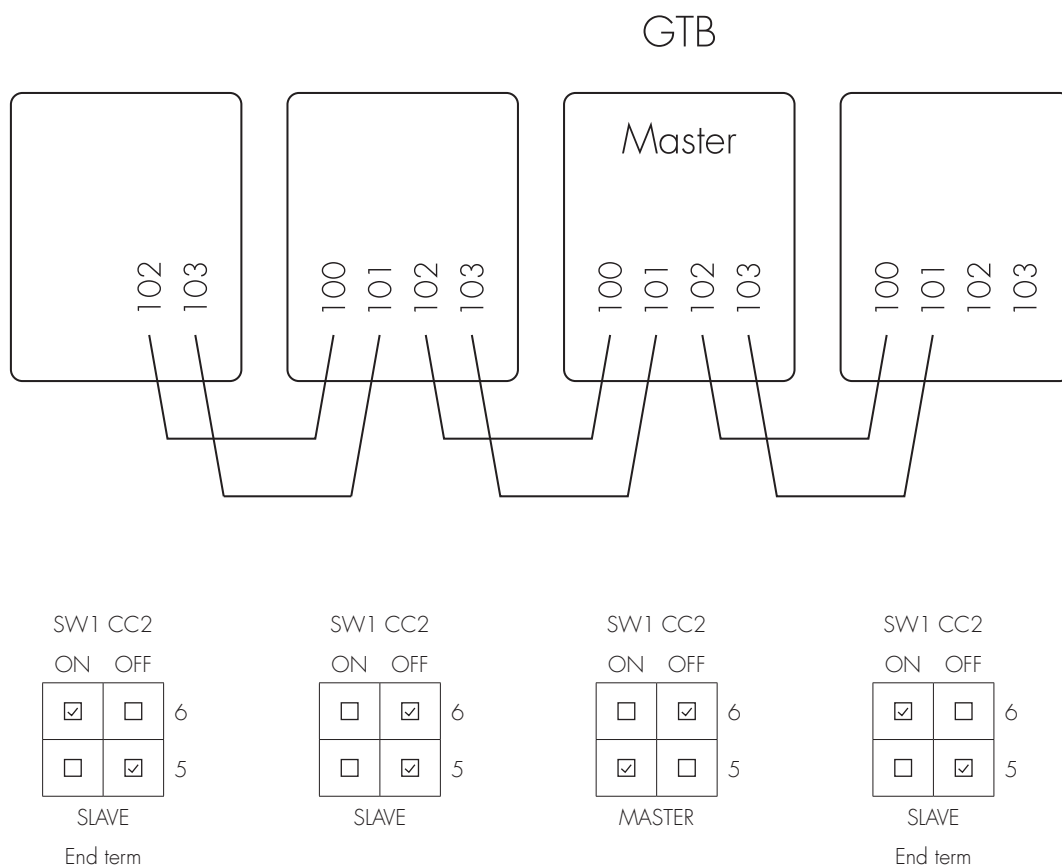 GTB
Master
102 103 100 101 102 103 100 101 102 103 100 101 102 103
SW1 CC2 SW1 CC2 SW1 CC2 SW1 CC2
ON OFF ON OFF ON OFF ON OFF
6 6 6 6
5 5 5 5
SLAVE SLAVE MASTER SLAVE
End term End term